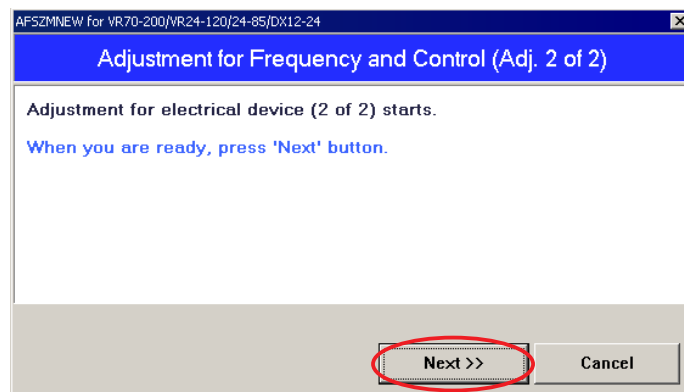 AFSZMNEW for VR70-200/VR24-120/24-85/DX12-24
Adjustment for Frequency and Control (Adj. 2 of 2)
Adjustment for electrical device (2 of 2) starts.
When you are ready, press 'Next' button.
Next >> Cancel